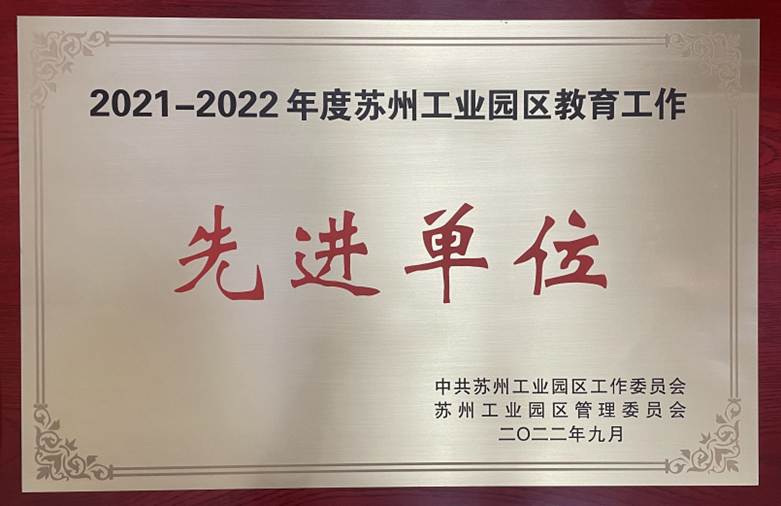 2021-2022年度苏州工业园区教育工作
先进单位
中共苏州工业园区工作委员会
苏州工业园区管理委员会
二〇二二年九月